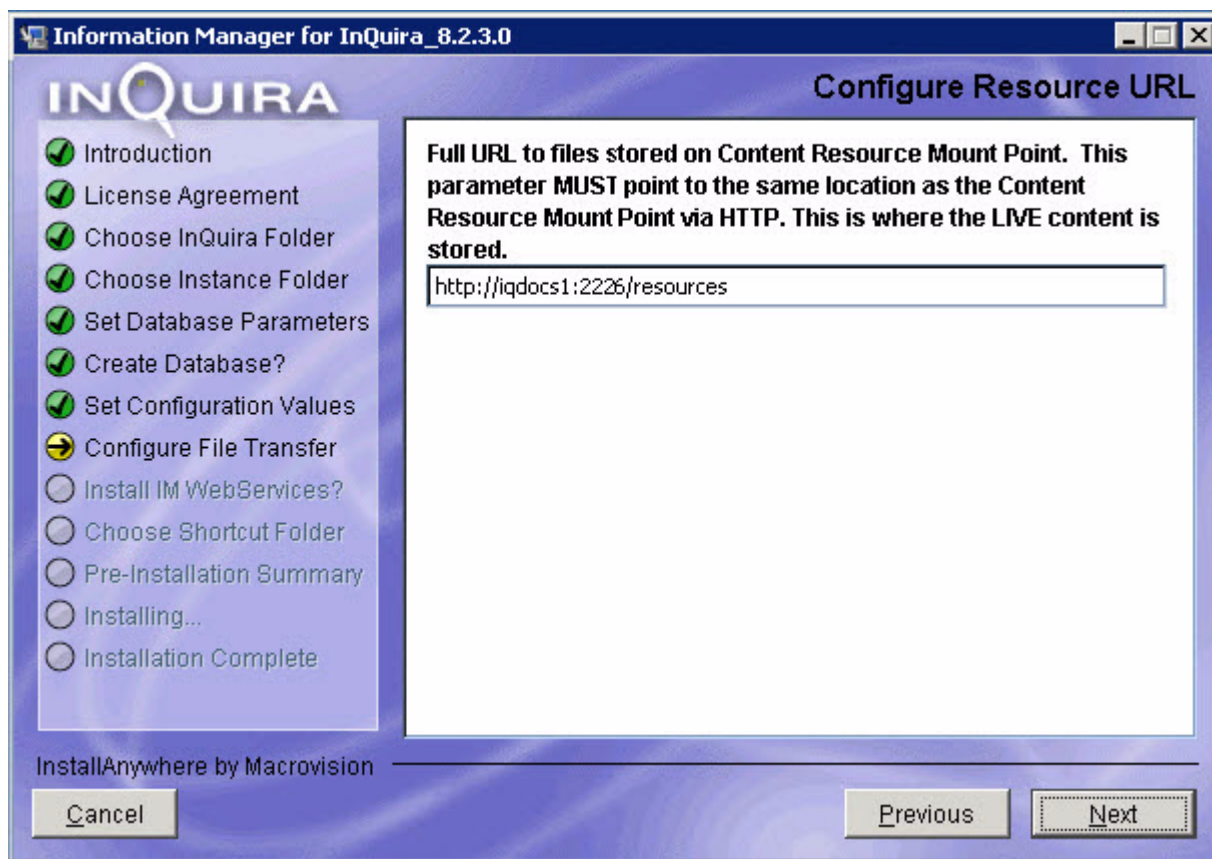 Information Manager for InQuira_8.2.3.0
INQUIRA
Configure Resource URL
Introduction
License Agreement
Choose InQuira Folder
Choose Instance Folder
Set Database Parameters
Create Database?
Set Configuration Values
Configure File Transfer
Install IM WebServices?
Choose Shortcut Folder
Pre-Installation Summary
Installing...
Installation Complete
Full URL to files stored on Content Resource Mount Point. This
parameter MUST point to the same location as the Content
Resource Mount Point via HTTP. This is where the LIVE content is
stored.
http://iqdocs1:2226/resources
InstallAnywhere by Macrovision
Cancel
Previous
Next